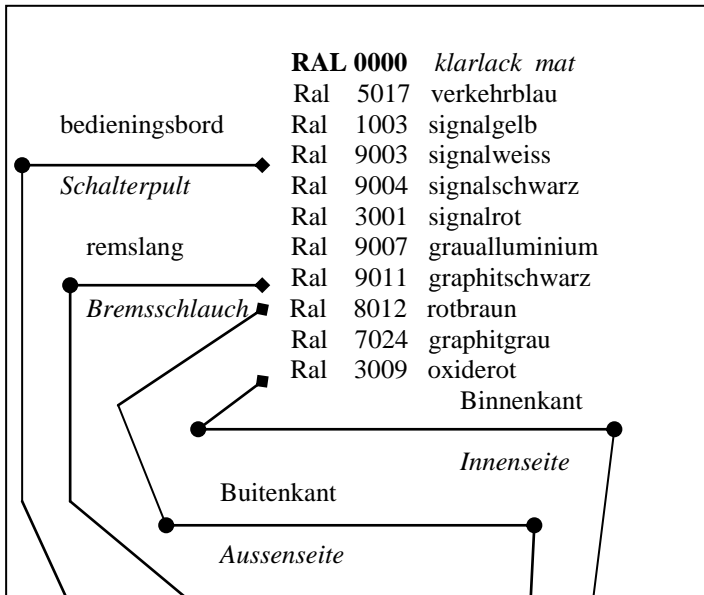 RAL 0000 klarlack mat
Ral 5017 verkehrblau
bedieningsbord
Ral 1003 signalgelb
Ral 9003 signalweiss
Schalterpult
Ral 9004 signalschwarz
Ral 3001 signalrot
remslang
Ral 9007 graualluminium
Ral 9011 graphitschwarz
Bremsschlauch
Ral 8012 rotbraun
Ral 7024 graphitgrau
Ral 3009 oxiderot
Binnenkant
Innenseite
Buitenkant
Aussenseite